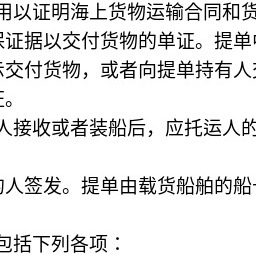 用以证明海上货物运输合同和货
保证据以交付货物的单证。提单中
示交付货物，或者向提单持有人交
证。
人接收或者装船后，应托运人的
的人签发。提单由载货船舶的船长
包括下列各项：